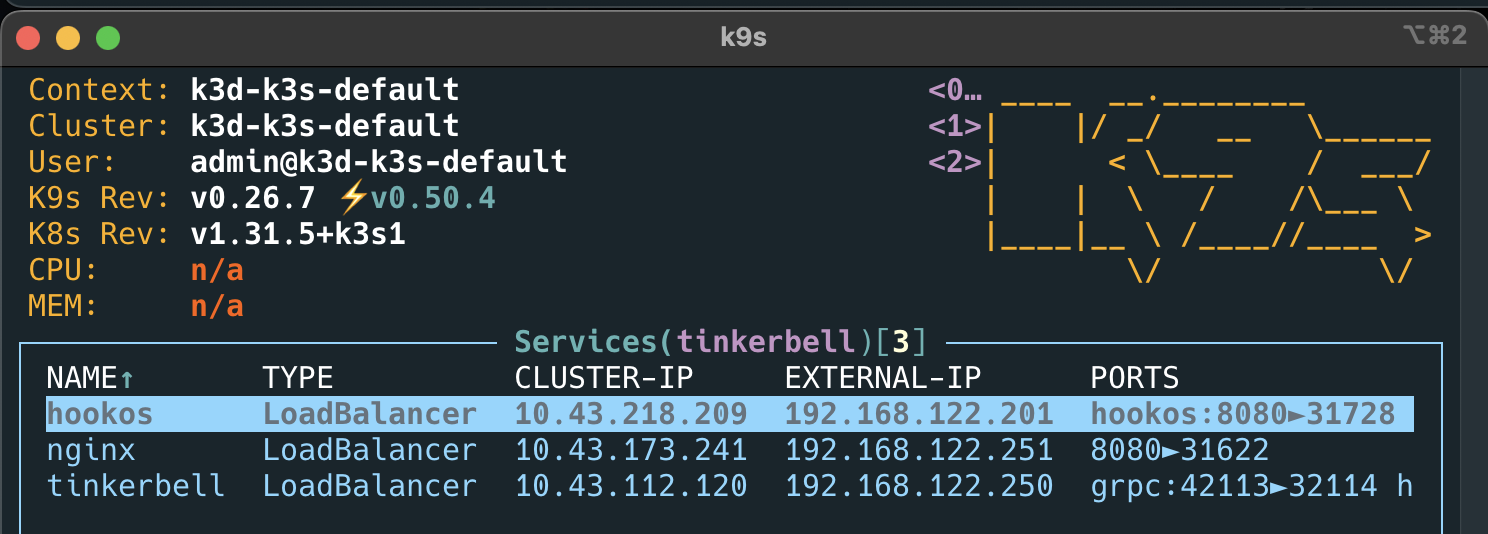 k9s
⌥⌘2
Context: k3d-k3s-default
<0…
Cluster: k3d-k3s-default
<1>
User: admin@k3d-k3s-default
<2>
K9s Rev: v0.26.7 ⚡v0.50.4
K8s Rev: v1.31.5+k3s1
CPU: n/a
MEM: n/a
Services(tinkerbell)[3]
NAME↑ TYPE CLUSTER-IP EXTERNAL-IP PORTS
hookos LoadBalancer 10.43.218.209 192.168.122.201 hookos:8080►31728
nginx LoadBalancer 10.43.173.241 192.168.122.251 8080►31622
tinkerbell LoadBalancer 10.43.112.120 192.168.122.250 grpc:42113►32114 h